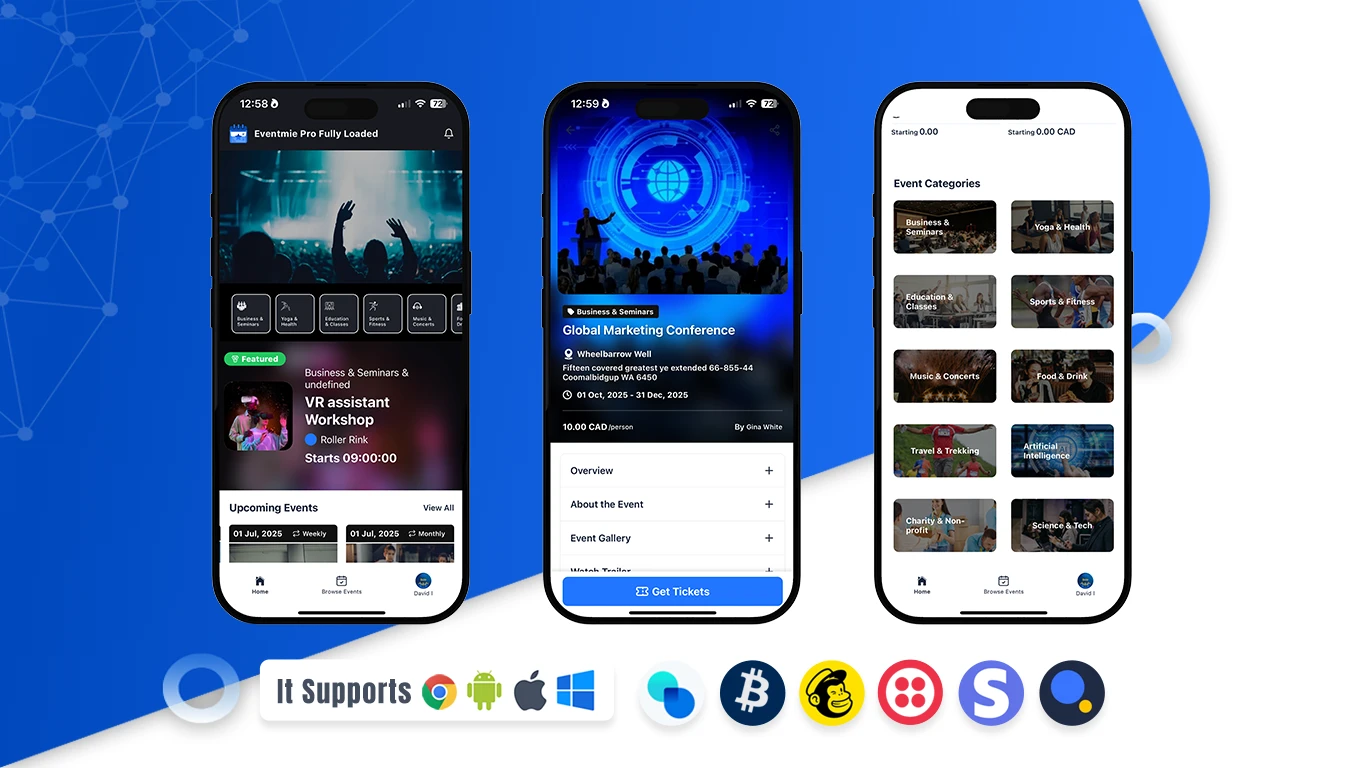 12:58
72
Eventmie Pro Fully Loaded
Business &
Seminars
Yoga &
Health
Education
& Classes
Sports &
Fitness
Music &
Concerts
Featured
Business & Seminars &
undefined
VR assistant
Workshop
Roller Rink
Starts 09:00:00
Upcoming Events
View All
01 Jul, 2025
Weekly
01 Jul, 2025
Monthly
Home
Browse Events
David I
12:59
72
Business & Seminars
Global Marketing Conference
Wheelbarrow Well
Fifteen covered greatest ye extended 66-855-44
Coomalbidgup WA 6450
01 Oct, 2025 - 31 Dec, 2025
10.00 CAD /person
By Gina White
Overview
About the Event
Event Gallery
Watch Trailer
Get Tickets
Starting 0.00
Starting 0.00 CAD
Event Categories
Business &
Seminars
Yoga & Health
Education &
Classes
Sports & Fitness
Music & Concerts
Food & Drink
Travel & Trekking
Artificial
Intelligence
Charity & Non-
profit
Science & Tech
Home
Browse Events
David I
It Supports
S